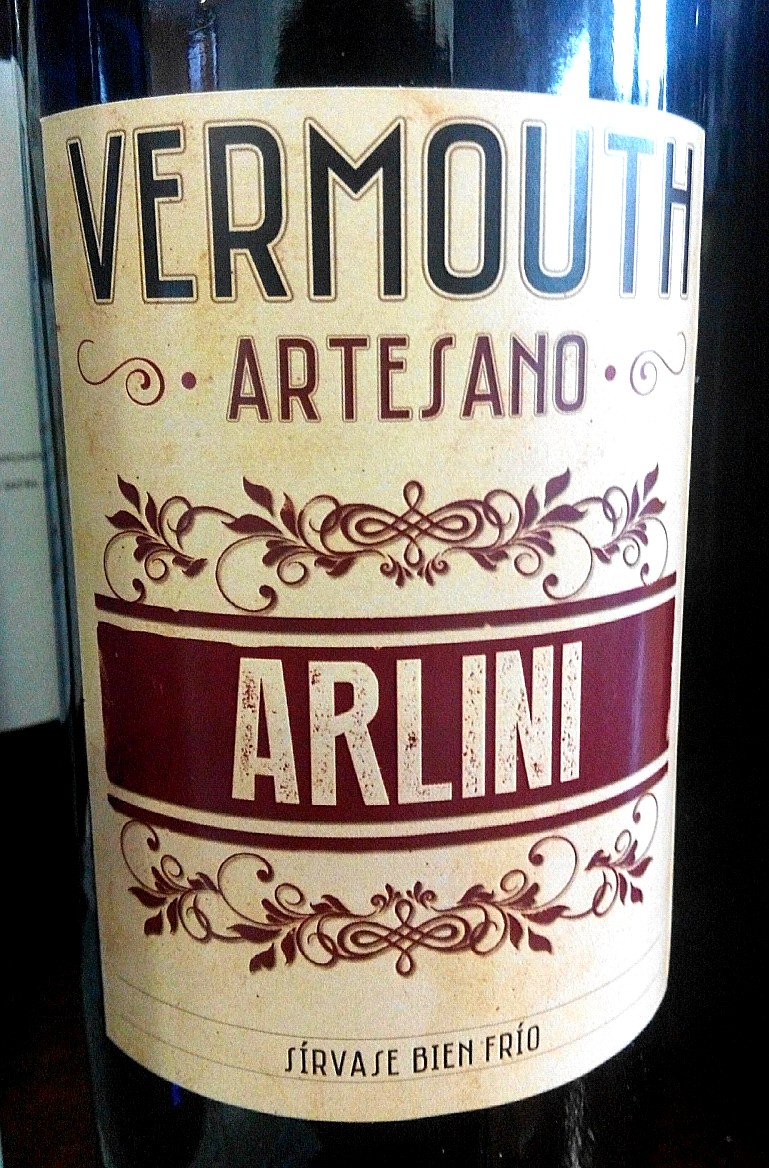 VERMOUTH
ARTESANO
ARLINI
SÍRVASE BIEN FRÍO